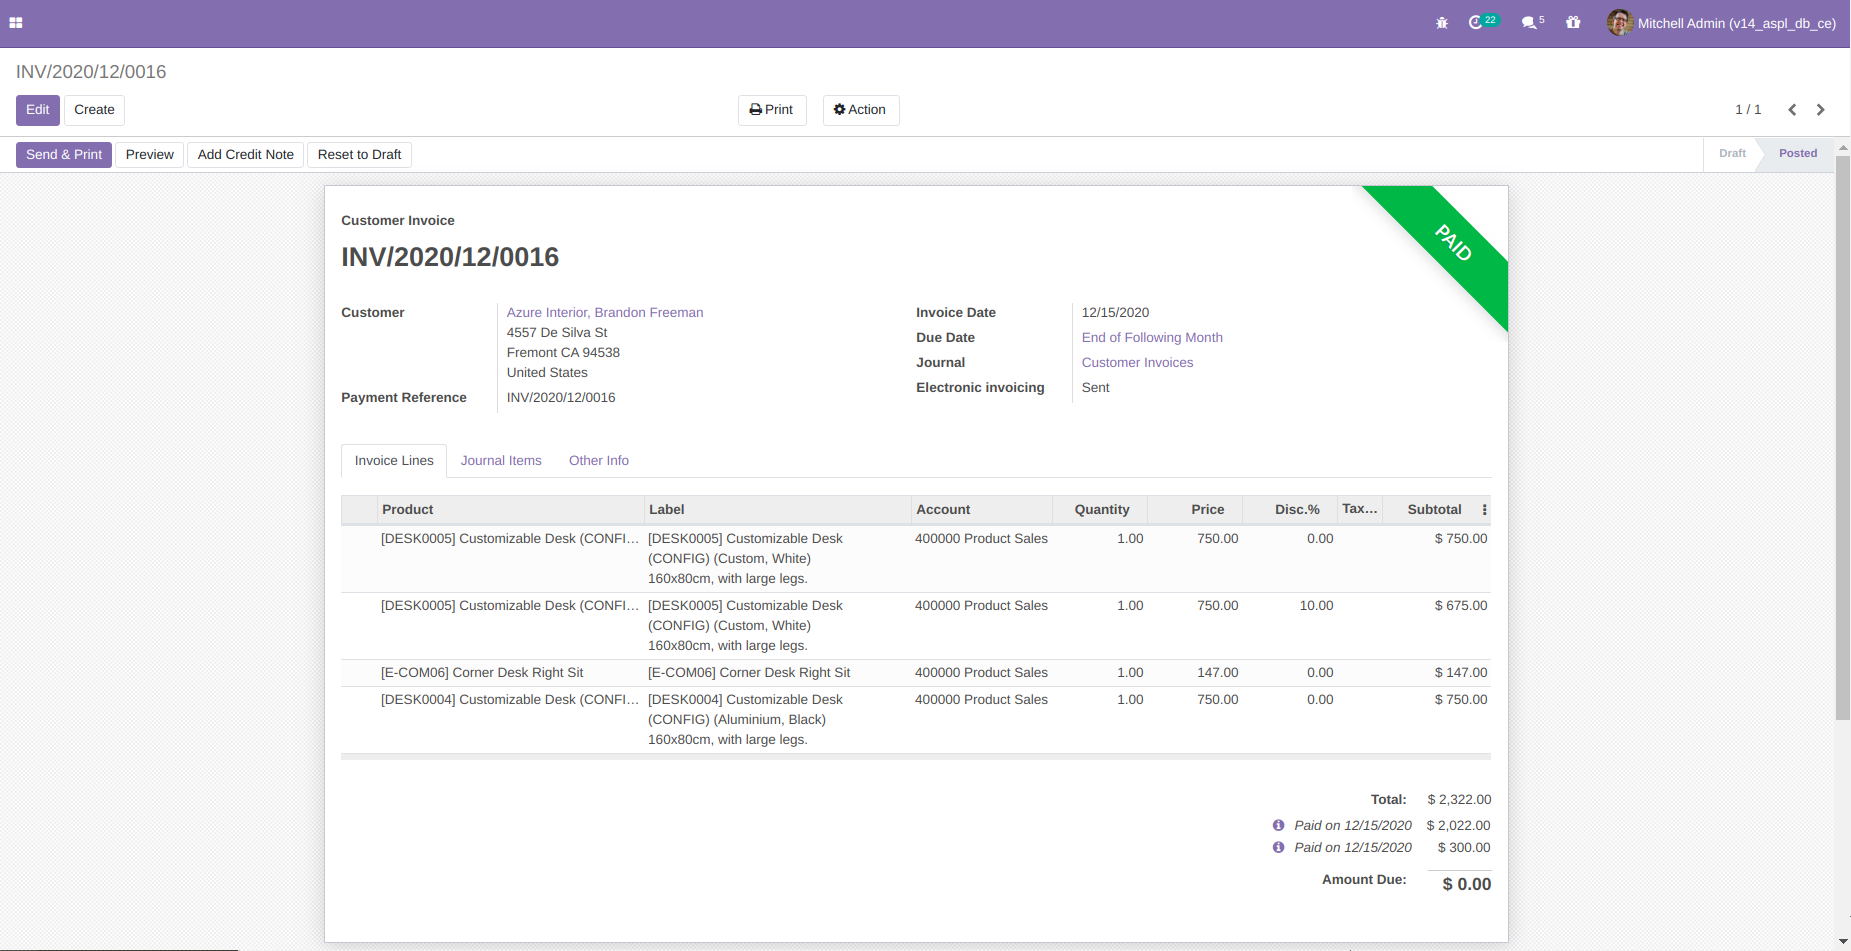 22
5
Mitchell Admin (v14_aspl_db_ce)
INV/2020/12/0016
Edit
Create
Print
Action
1 / 1
Send & Print
Preview
Add Credit Note
Reset to Draft
Draft
Posted
PAID
Customer Invoice
INV/2020/12/0016
Customer
Azure Interior, Brandon Freeman
4557 De Silva St
Fremont CA 94538
United States
Payment Reference
INV/2020/12/0016
Invoice Date
12/15/2020
Due Date
End of Following Month
Journal
Customer Invoices
Electronic invoicing
Sent
Invoice Lines
Journal Items
Other Info
Product Label Account Quantity Price Disc.% Tax... Subtotal
[DESK0005] Customizable Desk (CONFI... [DESK0005] Customizable Desk 400000 Product Sales 1.00 750.00 0.00 $ 750.00
(CONFIG) (Custom, White)
160x80cm, with large legs.
[DESK0005] Customizable Desk (CONFI... [DESK0005] Customizable Desk 400000 Product Sales 1.00 750.00 10.00 $ 675.00
(CONFIG) (Custom, White)
160x80cm, with large legs.
[E-COM06] Corner Desk Right Sit [E-COM06] Corner Desk Right Sit 400000 Product Sales 1.00 147.00 0.00 $ 147.00
[DESK0004] Customizable Desk (CONFI... [DESK0004] Customizable Desk 400000 Product Sales 1.00 750.00 0.00 $ 750.00
(CONFIG) (Aluminium, Black)
160x80cm, with large legs.
Total: $ 2,322.00
Paid on 12/15/2020 $ 2,022.00
Paid on 12/15/2020 $ 300.00
Amount Due: $ 0.00